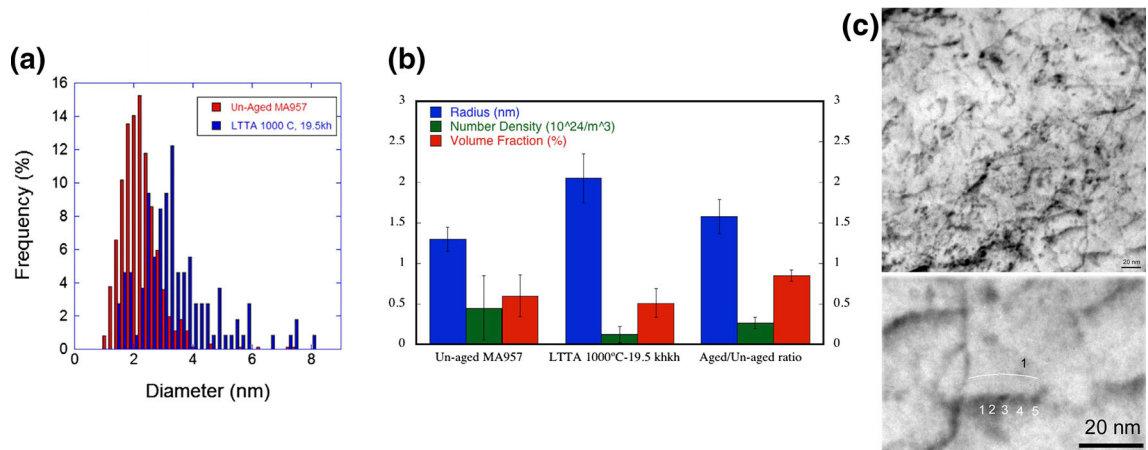 (a)
16
14
12
10
8
6
4
2
0
Frequency (%)
Un-Aged MA957
LTTA 1000 C, 19.5kh
0 2 4 6 8
Diameter (nm)
(b)
3
2.5
2
1.5
1
0.5
0
Radius (nm)
Number Density (10^24/m^3)
Volume Fraction (%)
3
2.5
2
1.5
1
0.5
0
Un-aged MA957 LTTA 1000ºC-19.5 khkh Aged/Un-aged ratio
(c)
20 nm
1
1 2 3 4 5
20 nm